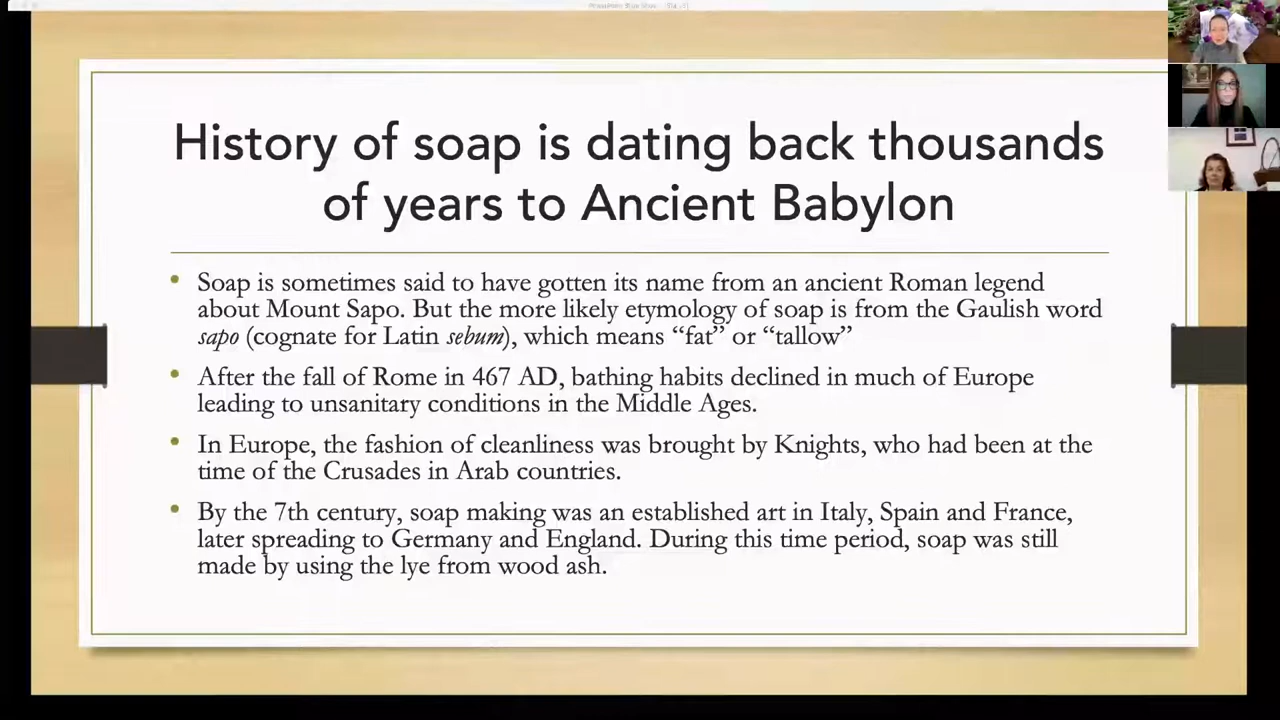 History of soap is dating back thousands
of years to Ancient Babylon
• Soap is sometimes said to have gotten its name from an ancient Roman legend
about Mount Sapo. But the more likely etymology of soap is from the Gaulish word
sapo (cognate for Latin sebum), which means “fat” or “tallow”
• After the fall of Rome in 467 AD, bathing habits declined in much of Europe
leading to unsanitary conditions in the Middle Ages.
• In Europe, the fashion of cleanliness was brought by Knights, who had been at the
time of the Crusades in Arab countries.
• By the 7th century, soap making was an established art in Italy, Spain and France,
later spreading to Germany and England. During this time period, soap was still
made by using the lye from wood ash.